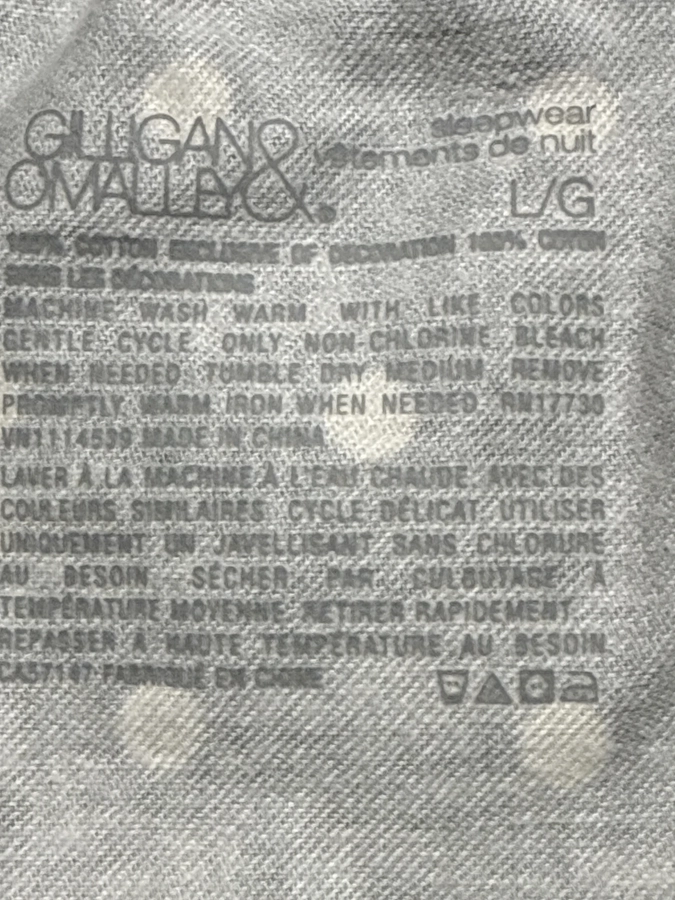 GILLIGAN &
O'MALLEY ®
sleepwear
vêtements de nuit
L/G
100% COTTON EXCLUSIVE OF DECORATION 100% COTON
SANS LES DÉCORATIONS
MACHINE WASH WARM WITH LIKE COLORS
GENTLE CYCLE ONLY NON-CHLORINE BLEACH
WHEN NEEDED TUMBLE DRY MEDIUM REMOVE
PROMPTLY WARM IRON WHEN NEEDED RN17730
VN1114539 MADE IN CHINA
LAVER À LA MACHINE À L'EAU CHAUDE AVEC DES
COULEURS SIMILAIRES CYCLE DÉLICAT UTILISER
UNIQUEMENT UN JAVELLISANT SANS CHLORURE
AU BESOIN SÉCHER PAR CULBUTAGE À
TEMPÉRATURE MOYENNE RETIRER RAPIDEMENT
REPASSER À HAUTE TEMPÉRATURE AU BESOIN
CA57147 FABRIQUÉ EN CHINE